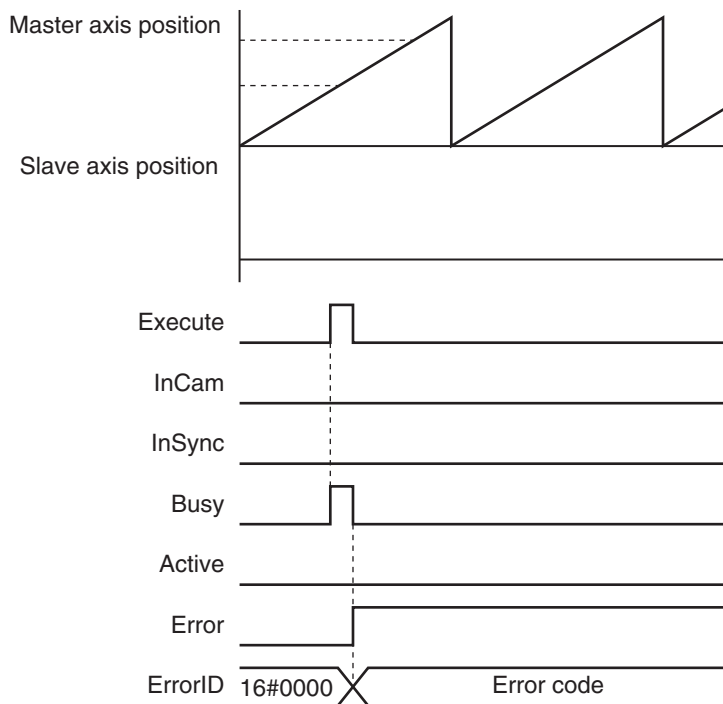 Master axis position
Slave axis position
Execute
InCam
InSync
Busy
Active
Error
ErrorID 16#0000 Error code